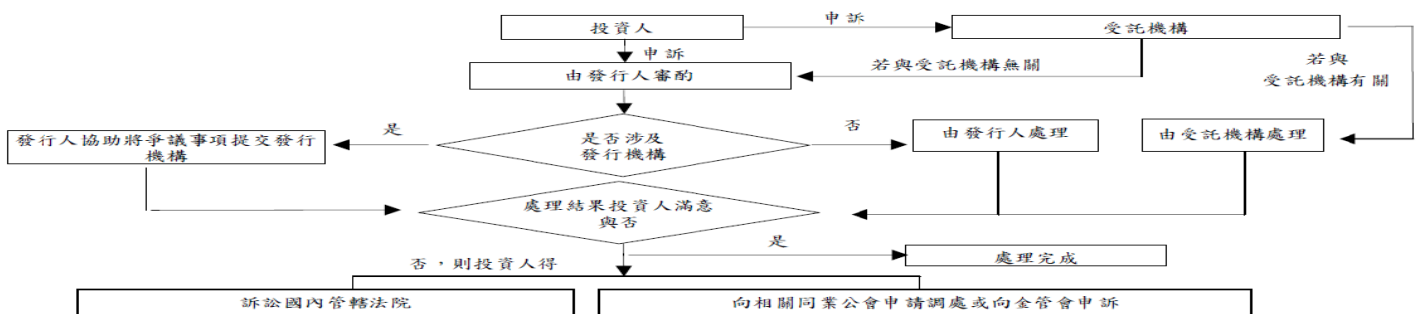 投資人
申訴
受託機構
申訴
若與受託機構無關
若與
受託機構有關
由發行人審酌
是
否
發行人協助將爭議事項提交發行
機構
是否涉及
發行機構
由發行人處理
由受託機構處理
處理結果投資人滿意
與否
是
處理完成
否，則投資人得
訴訟國內管轄法院
向相關同業公會申請調處或向金管會申訴